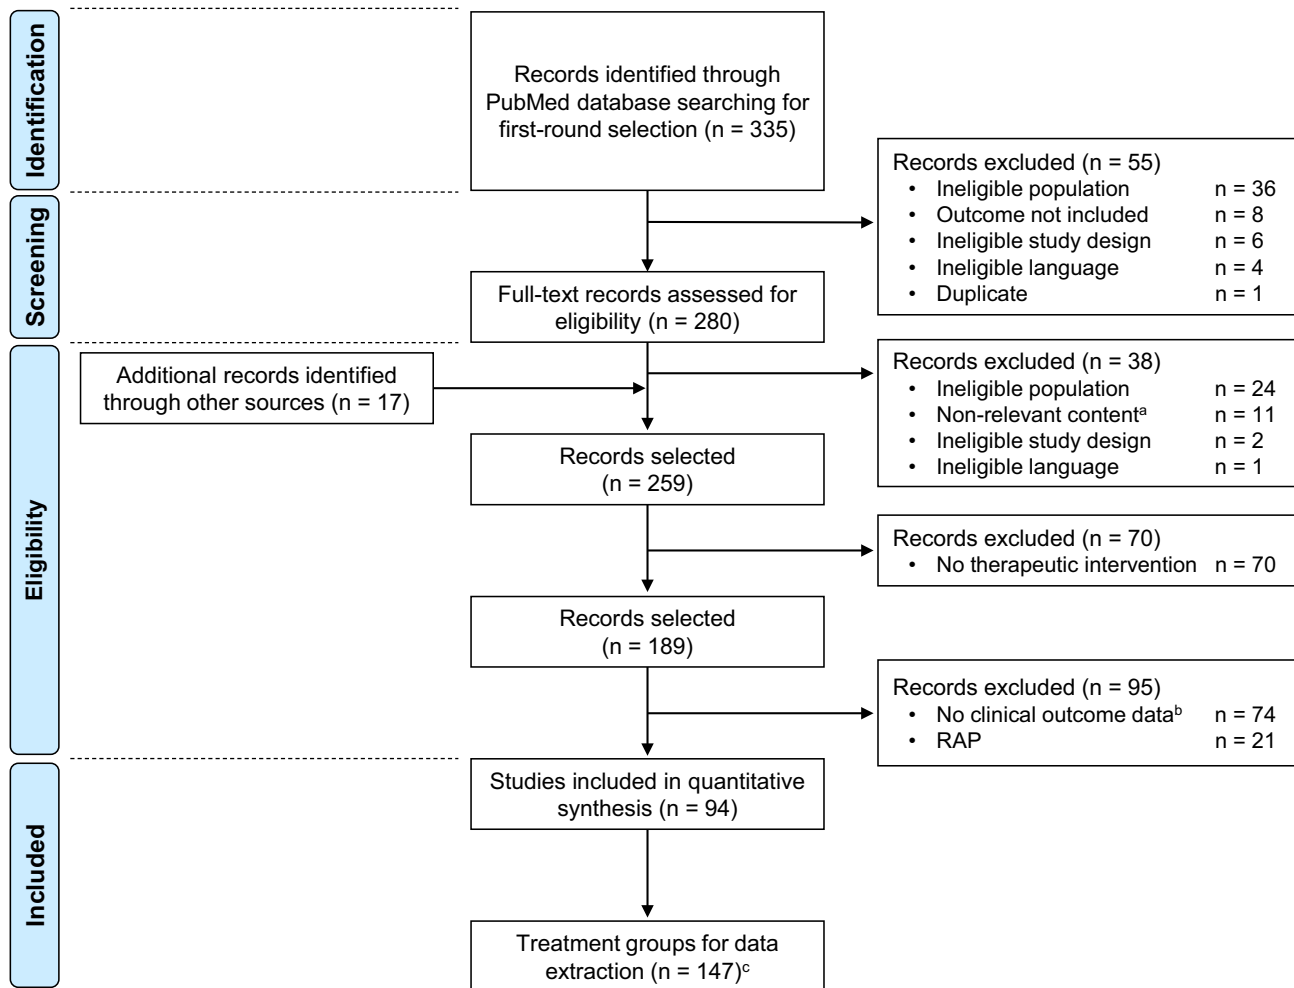 Identification
Records identified through
PubMed database searching for
first-round selection (n = 335)
Records excluded (n = 55)
• Ineligible population n = 36
• Outcome not included n = 8
• Ineligible study design n = 6
• Ineligible language n = 4
• Duplicate n = 1
Screening
Full-text records assessed for
eligibility (n = 280)
Eligibility
Additional records identified
through other sources (n = 17)
Records excluded (n = 38)
• Ineligible population n = 24
• Non-relevant contentᵃ n = 11
• Ineligible study design n = 2
• Ineligible language n = 1
Records selected
(n = 259)
Records excluded (n = 70)
• No therapeutic intervention n = 70
Records selected
(n = 189)
Records excluded (n = 95)
• No clinical outcome dataᵇ n = 74
• RAP n = 21
Included
Studies included in quantitative
synthesis (n = 94)
Treatment groups for data
extraction (n = 147)ᶜ